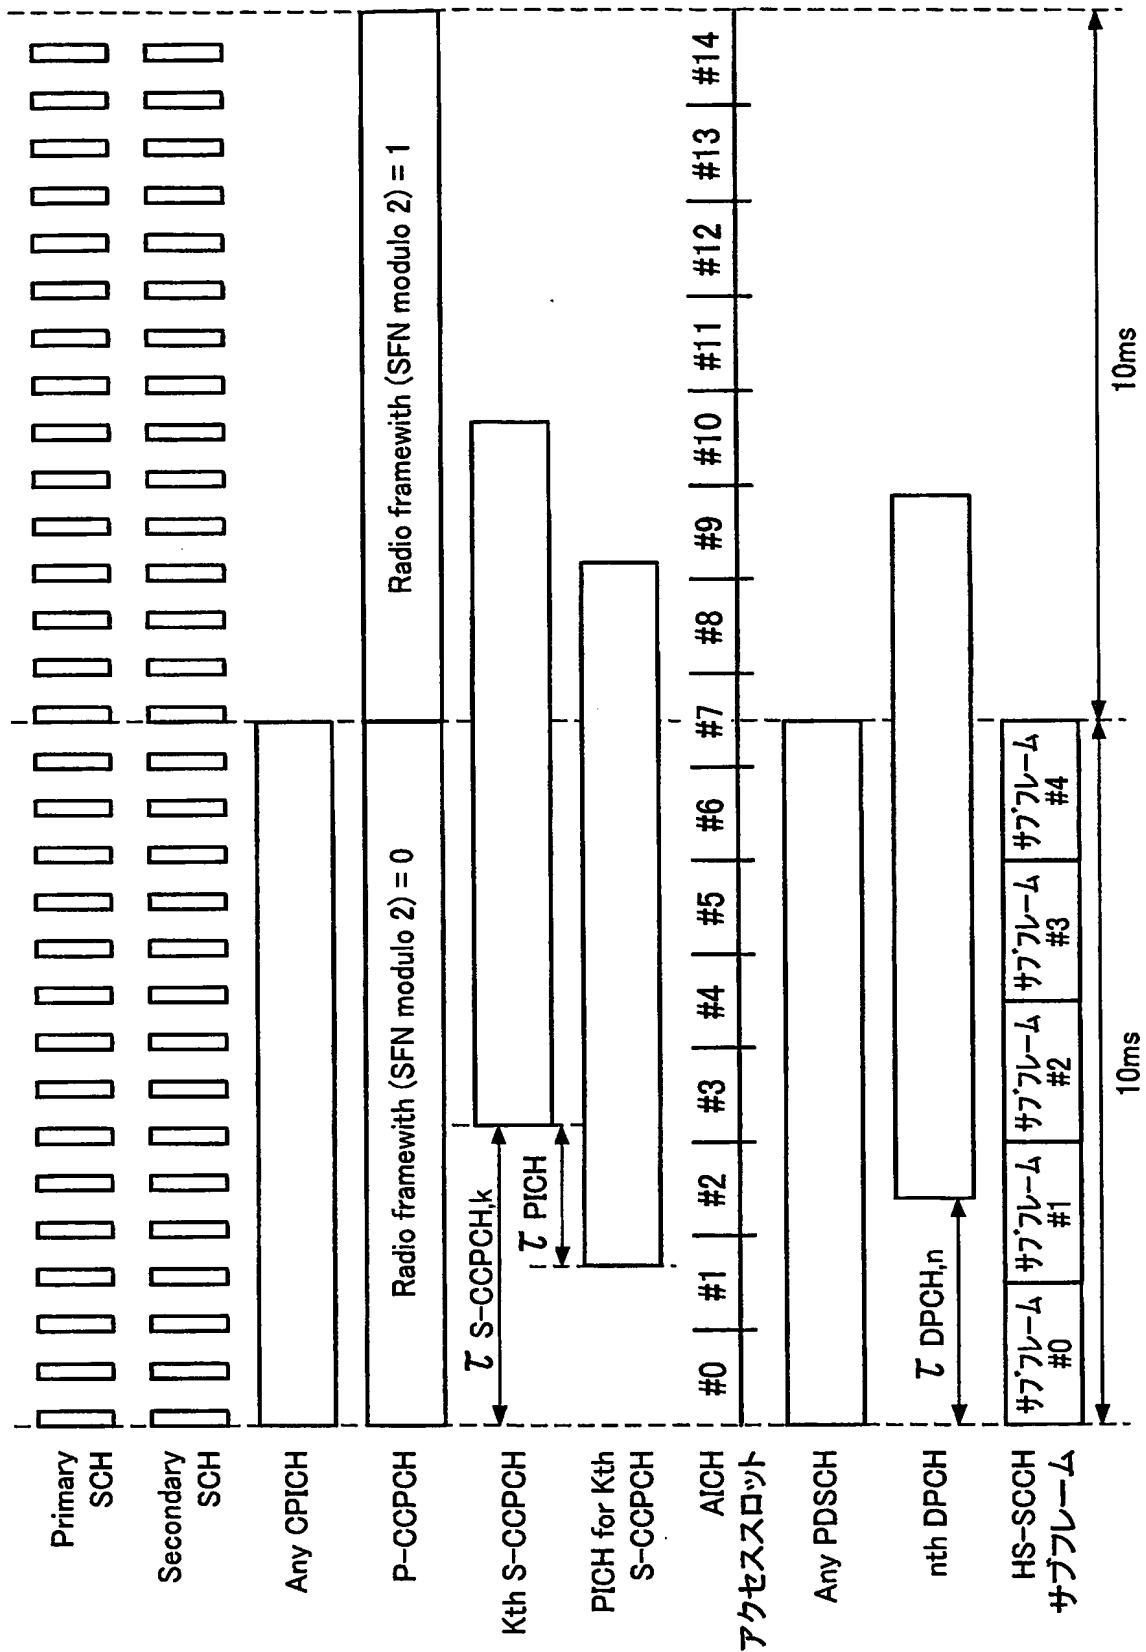 Primary
SCH
Secondary
SCH
Any CPICH
P-CCPCH
Radio framewith (SFN modulo 2) = 0
Radio framewith (SFN modulo 2) = 1
Kth S-CCPCH
τ S-CCPCH,k
PICH for Kth
S-CCPCH
τ PICH
AICH
アクセススロット
#0
#1
#2
#3
#4
#5
#6
#7
#8
#9
#10
#11
#12
#13
#14
Any PDSCH
nth DPCH
τ DPCH,n
HS-SCCH
サブフレーム
サブフレーム
#0
サブフレーム
#1
サブフレーム
#2
サブフレーム
#3
サブフレーム
#4
10ms
10ms